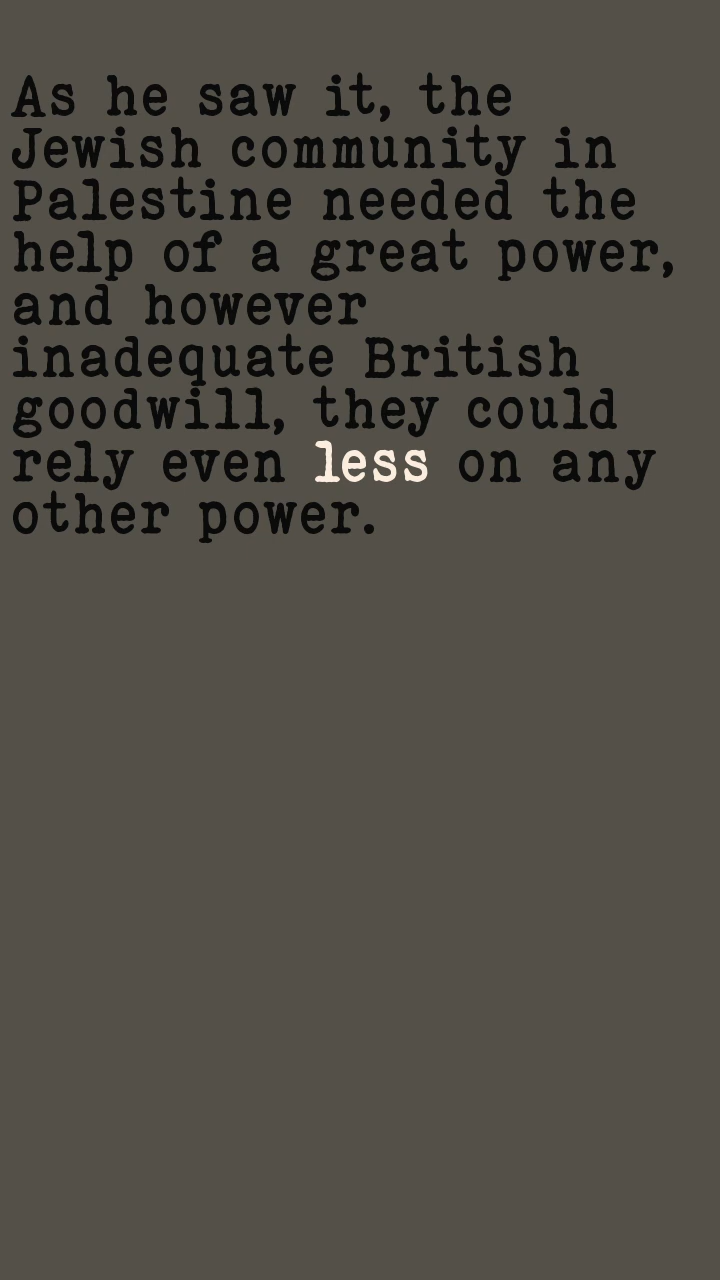 As he saw it, the
Jewish community in
Palestine needed the
help of a great power,
and however
inadequate British
goodwill, they could
rely even less on any
other power.